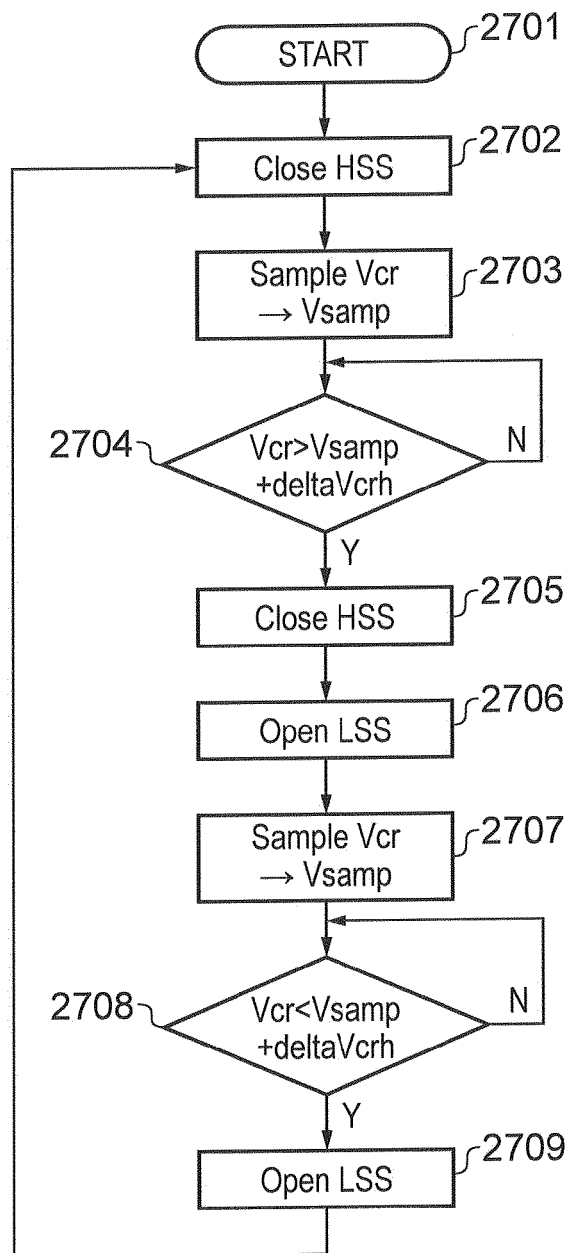 START
2701
Close HSS
2702
Sample Vcr
→ Vsamp
2703
2704
Vcr>Vsamp
+deltaVcrh
N
Y
Close HSS
2705
Open LSS
2706
Sample Vcr
→ Vsamp
2707
2708
Vcr<Vsamp
+deltaVcrh
N
Y
Open LSS
2709